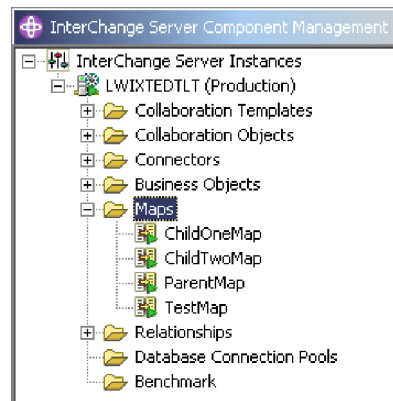 InterChange Server Component Management
InterChange Server Instances
LWIXTEDTLT (Production)
Collaboration Templates
Collaboration Objects
Connectors
Business Objects
Maps
ChildOneMap
ChildTwoMap
ParentMap
TestMap
Relationships
Database Connection Pools
Benchmark